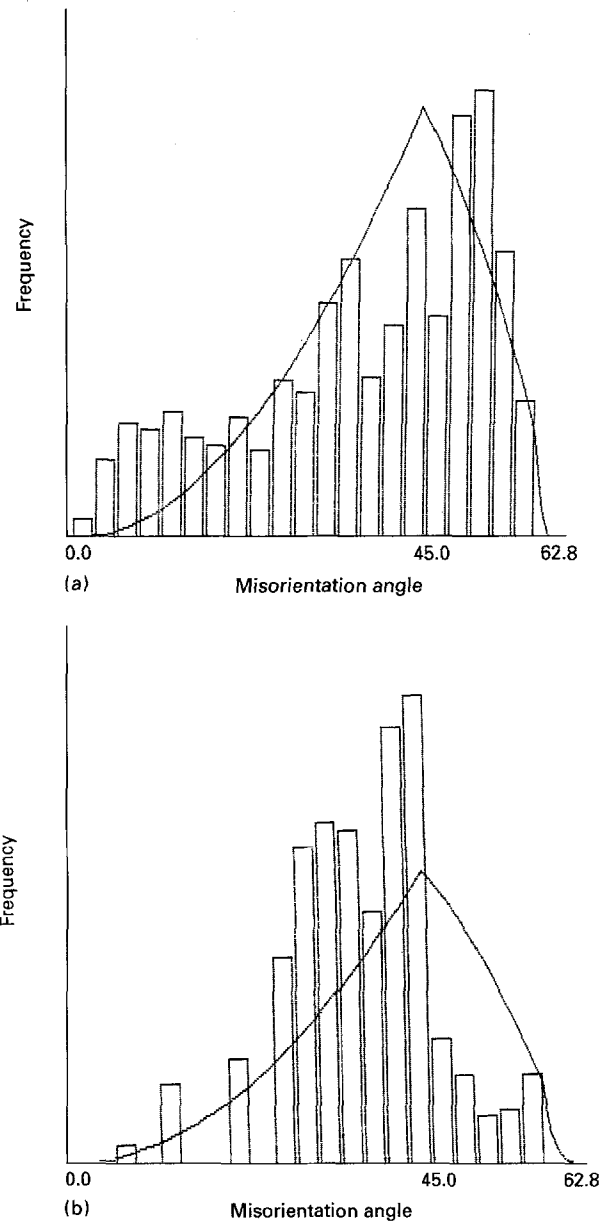 Frequency
0.0 45.0 62.8
(a) Misorientation angle
Frequency
0.0 45.0 62.8
(b) Misorientation angle